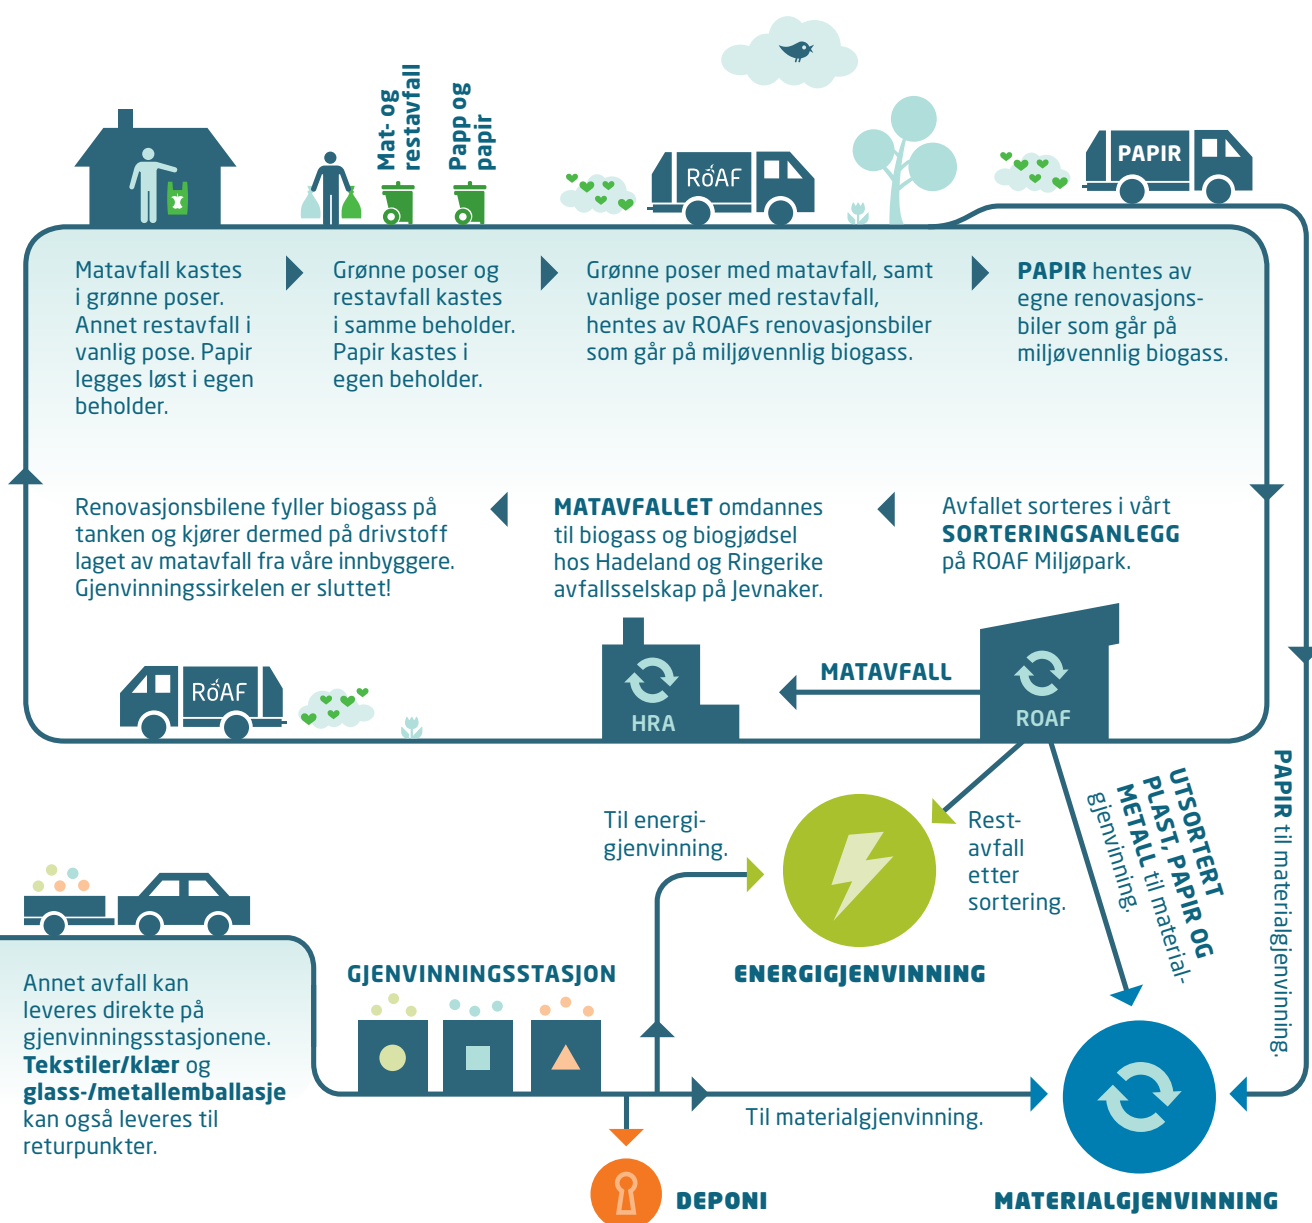 Mat- og
restavfall
Papp og
papir
RoAF
PAPIR
Matavfall kastes
i grønne poser.
Annet restavfall i
vanlig pose. Papir
legges løst i egen
beholder.
Grønne poser og
restavfall kastes
i samme beholder.
Papir kastes i
egen beholder.
Grønne poser med matavfall, samt
vanlige poser med restavfall,
hentes av ROAFs renovasjonsbiler
som går på miljøvennlig biogass.
PAPIR hentes av
egne renovasjons-
biler som går på
miljøvennlig biogass.
Renovasjonsbilene fyller biogass på
tanken og kjører dermed på drivstoff
laget av matavfall fra våre innbyggere.
Gjenvinningssirkelen er sluttet!
MATAVFALLET omdannes
til biogass og biogjødsel
hos Hadeland og Ringerike
avfallsselskap på Jevnaker.
Avfallet sorteres i vårt
SORTERINGSANLEGG
på ROAF Miljøpark.
RoAF
HRA
MATAVFALL
ROAF
Til energi-
gjenvinning.
Rest-
avfall
etter
sortering.
UTSORTERT
PLAST, PAPIR OG
METALL til material-
gjenvinning.
PAPIR til materialgjenvinning.
ENERGIGJENVINNING
Annet avfall kan
leveres direkte på
gjenvinningsstasjonene.
Tekstiler/klær og
glass-/metallemballasje
kan også leveres til
returpunkter.
GJENVINNINGSSTASJON
Til materialgjenvinning.
DEPONI
MATERIALGJENVINNING